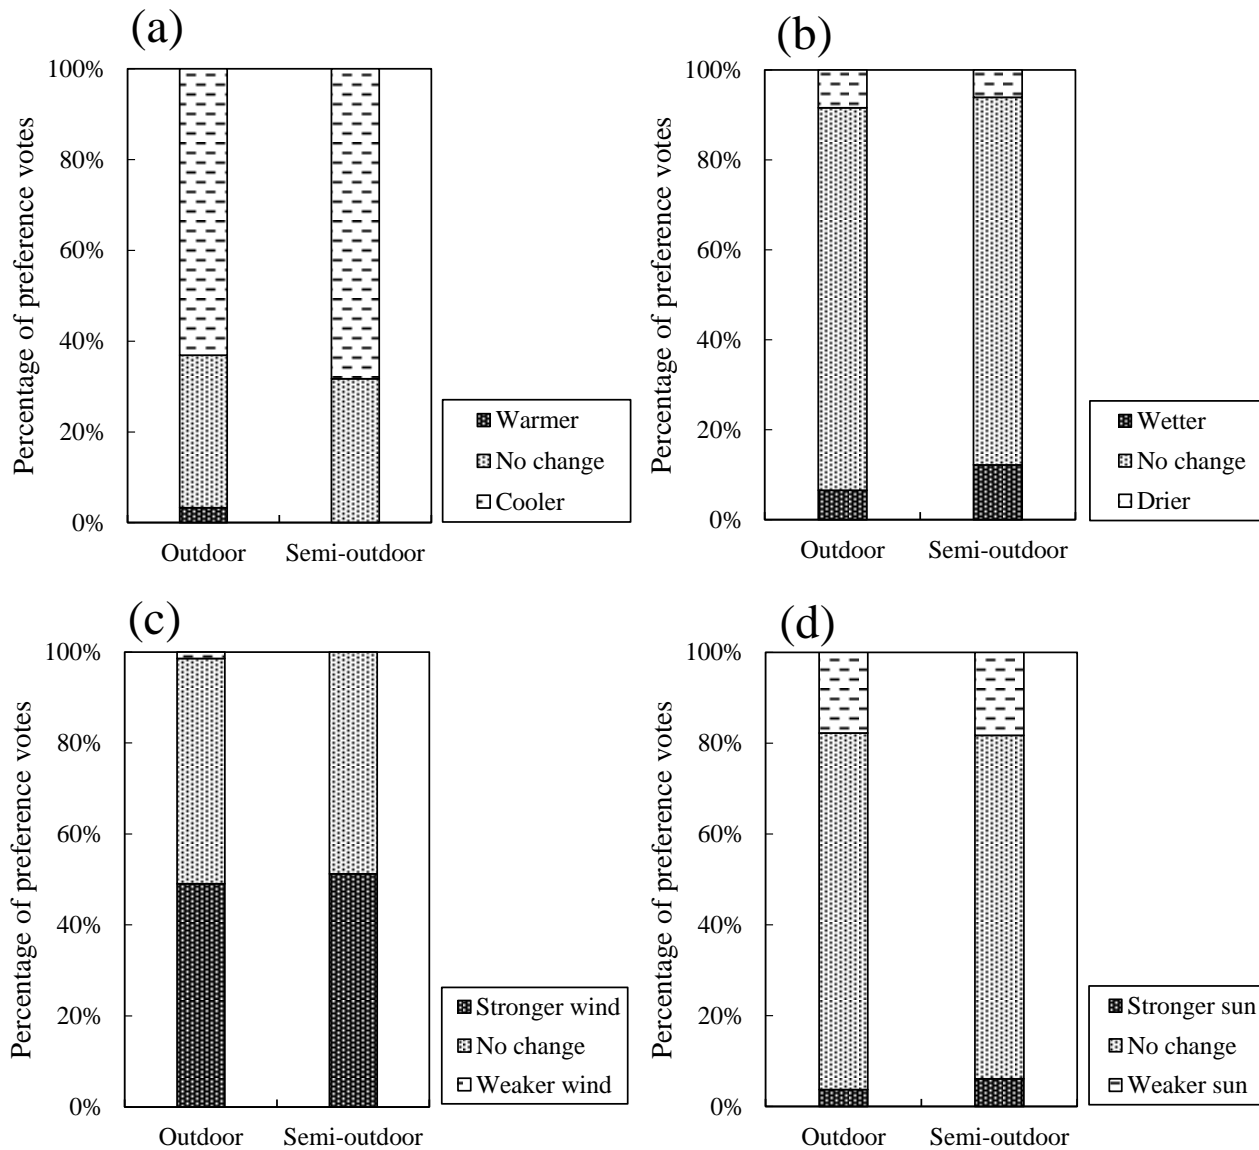 (a)
Percentage of preference votes
100%
80%
60%
40%
20%
0%
Outdoor
Semi-outdoor
Warmer
No change
Cooler
(b)
Percentage of preference votes
100%
80%
60%
40%
20%
0%
Outdoor
Semi-outdoor
Wetter
No change
Drier
(c)
Percentage of preference votes
100%
80%
60%
40%
20%
0%
Outdoor
Semi-outdoor
Stronger wind
No change
Weaker wind
(d)
Percentage of preference votes
100%
80%
60%
40%
20%
0%
Outdoor
Semi-outdoor
Stronger sun
No change
Weaker sun